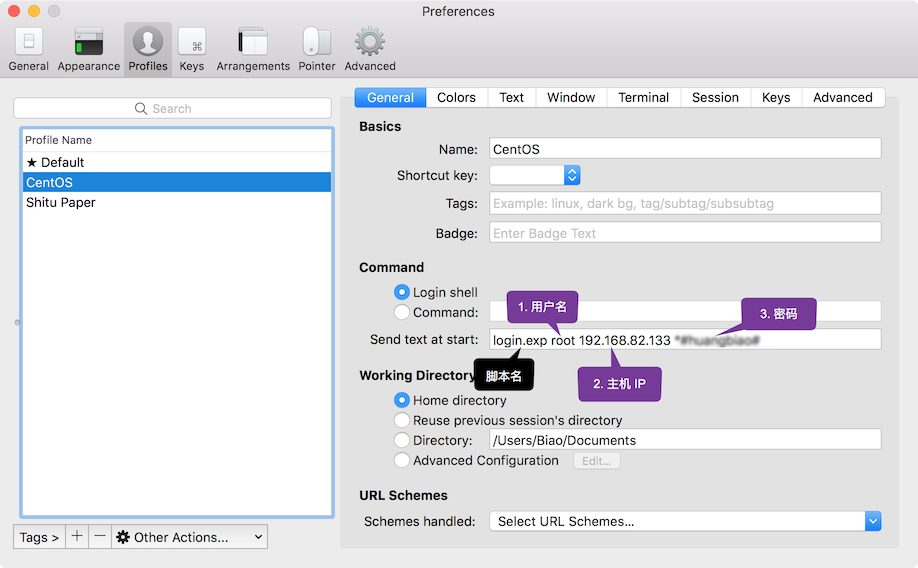 Preferences
General Appearance Profiles Keys Arrangements Pointer Advanced
Search
Profile Name
★ Default
CentOS
Shitu Paper
Tags > + − Other Actions...
General Colors Text Window Terminal Session Keys Advanced
Basics
Name: CentOS
Shortcut key:
Tags: Example: linux, dark bg, tag/subtag/subsubtag
Badge: Enter Badge Text
Command
Login shell
Command:
1. 用户名
3. 密码
Send text at start: login.exp root 192.168.82.133
脚本名
2. 主机 IP
Working Directory
Home directory
Reuse previous session's directory
Directory: /Users/Biao/Documents
Advanced Configuration Edit...
URL Schemes
Schemes handled: Select URL Schemes...